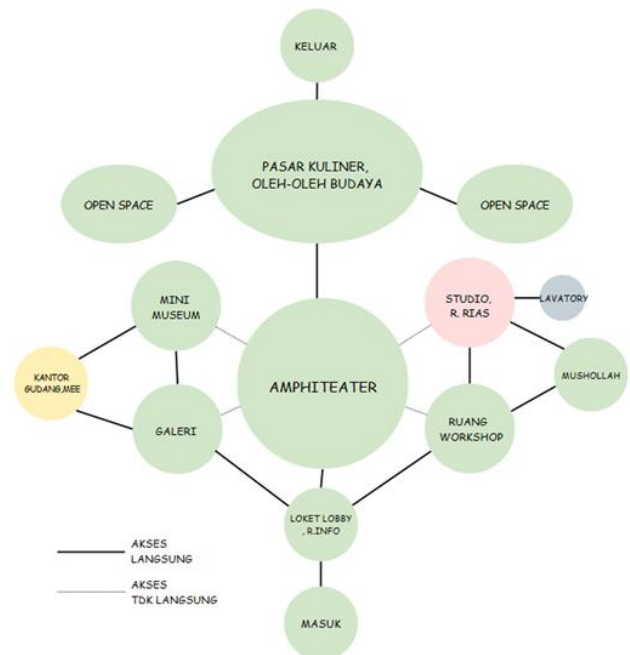 KELUAR
PASAR KULINER,
OLEH-OLEH BUDAYA
OPEN SPACE
OPEN SPACE
MINI
MUSEUM
STUDIO,
R. RIAS
LAVATORY
AMPHITEATER
KANTOR
GUDANG,MEE
MUSHOLLAH
GALERI
RUANG
WORKSHOP
LOKET LOBBY
, R.INFO
AKSES
LANGSUNG
AKSES
TDK LANGSUNG
MASUK